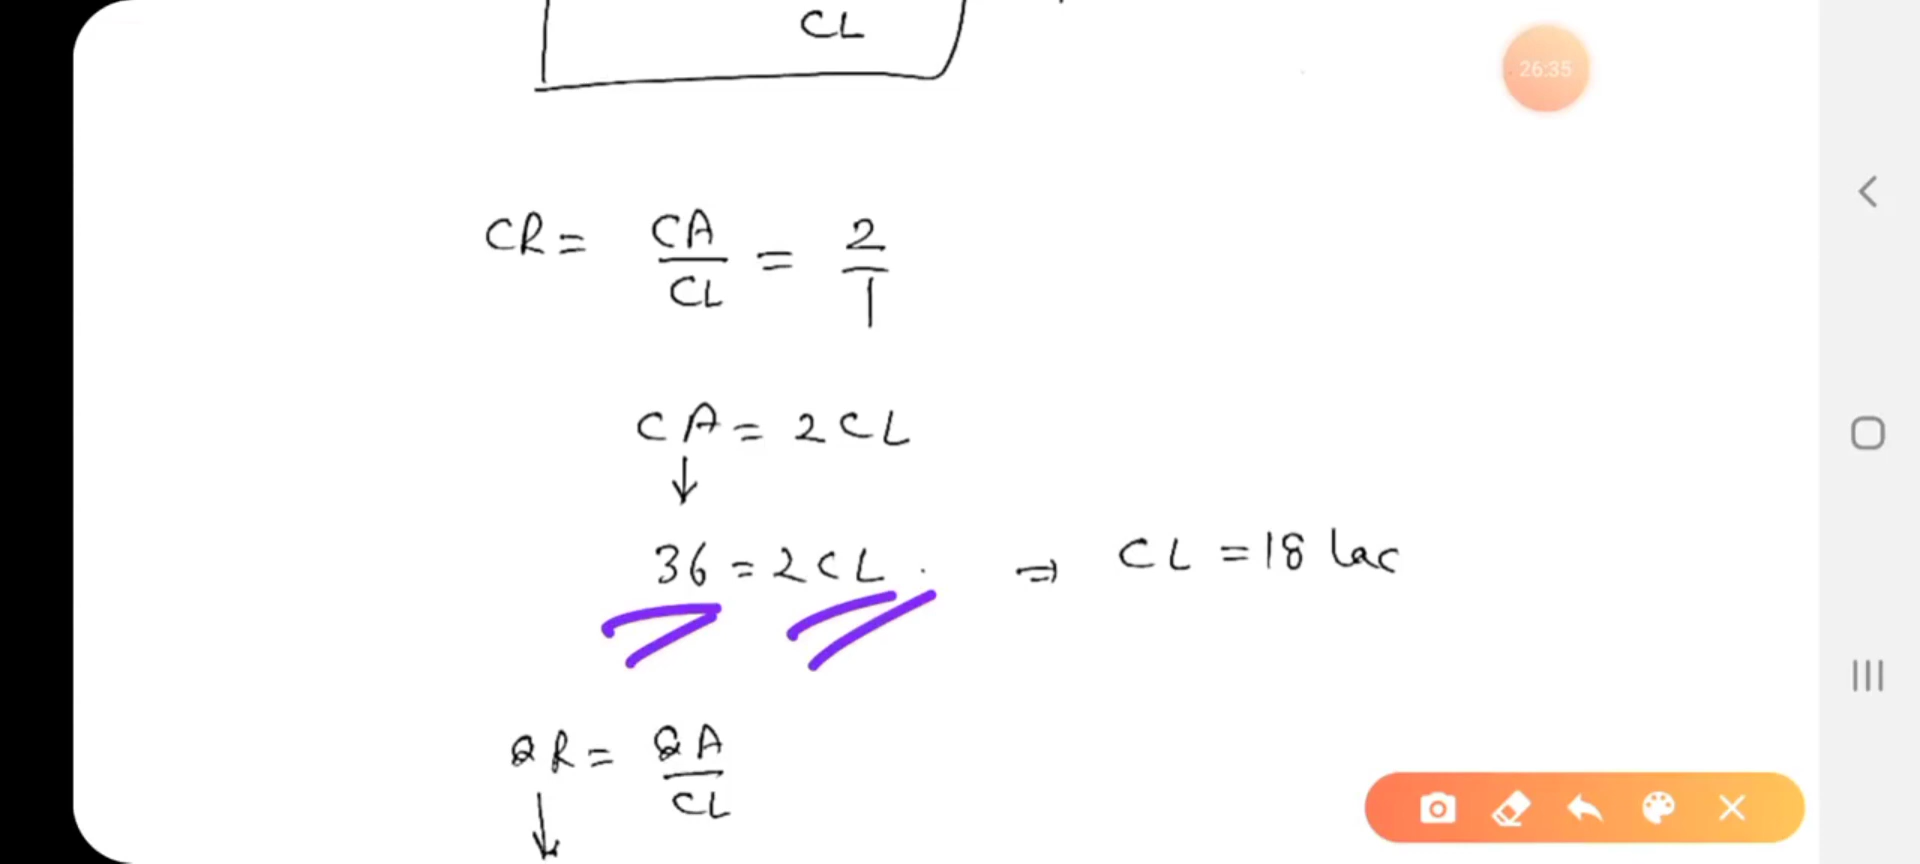 CL
26:35
CR = CA/CL = 2/1
CA = 2CL
↓
36 = 2CL. ⇒ CL = 18 lac
QR = QA/CL
↓